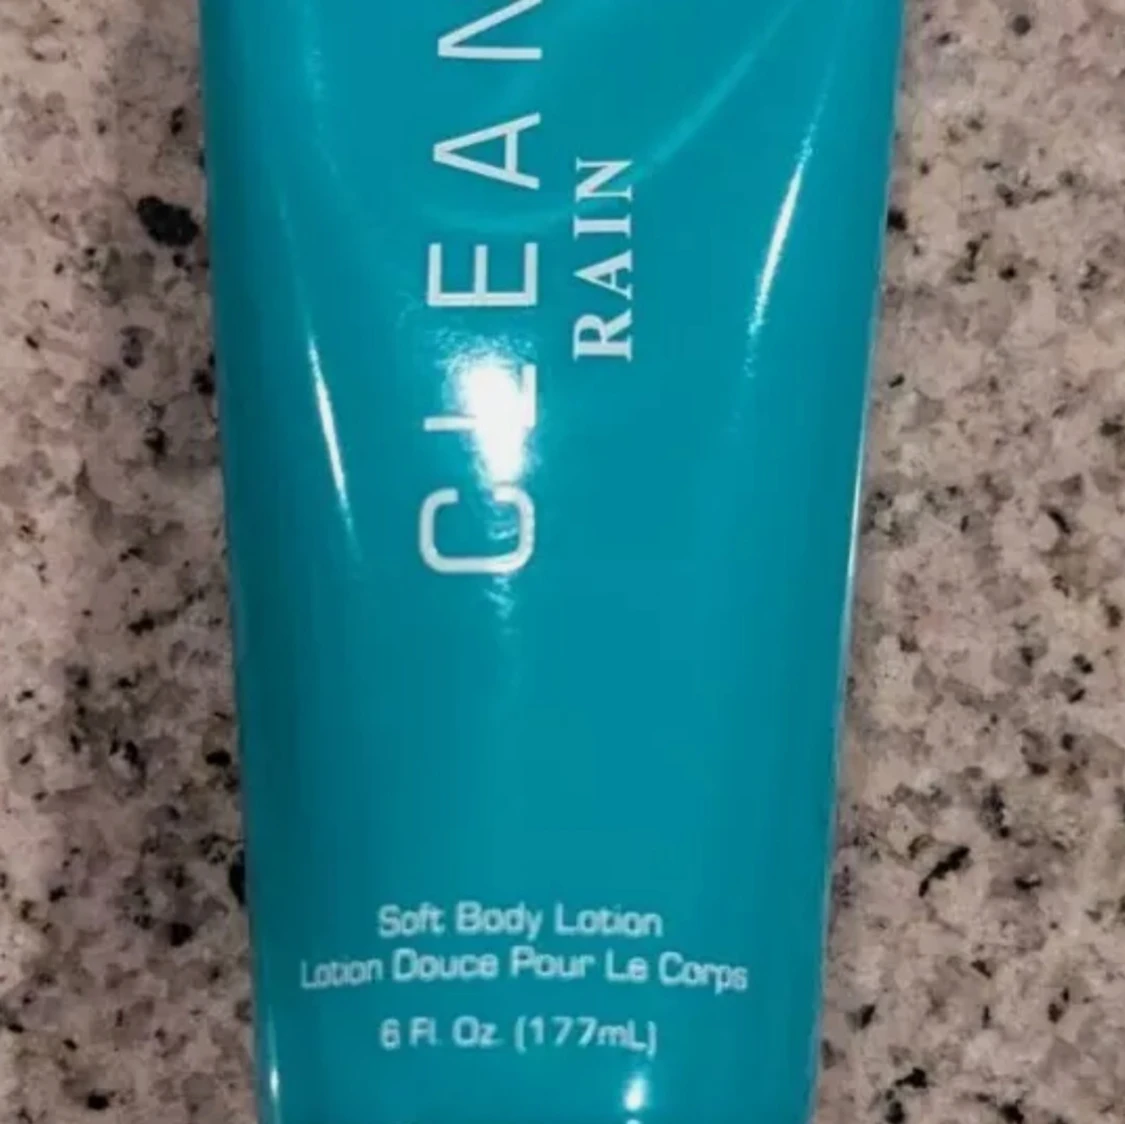 CLEAN
RAIN
Soft Body Lotion
Lotion Douce Pour Le Corps
6 Fl. Oz. (177mL)